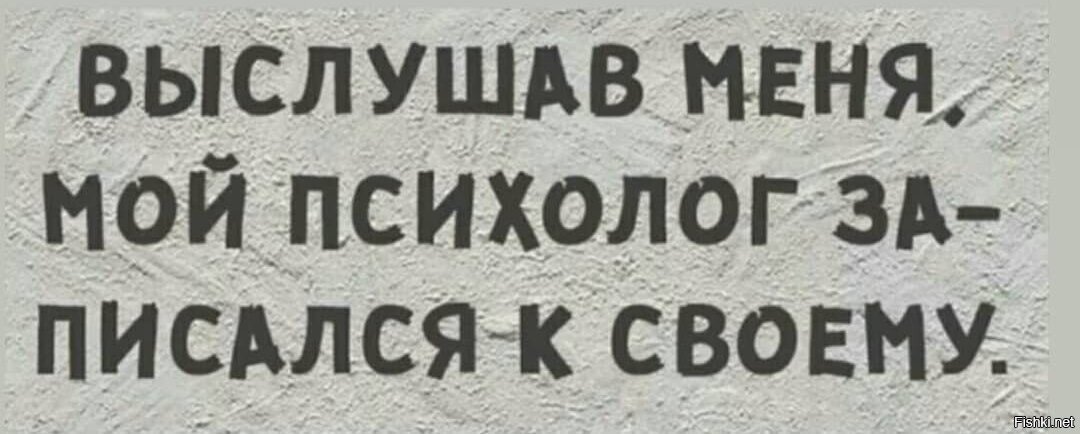 ВЫСЛУШАВ МЕНЯ,
МОЙ ПСИХОЛОГ ЗА-
ПИСАЛСЯ К СВОЕМУ.
Fishki.net